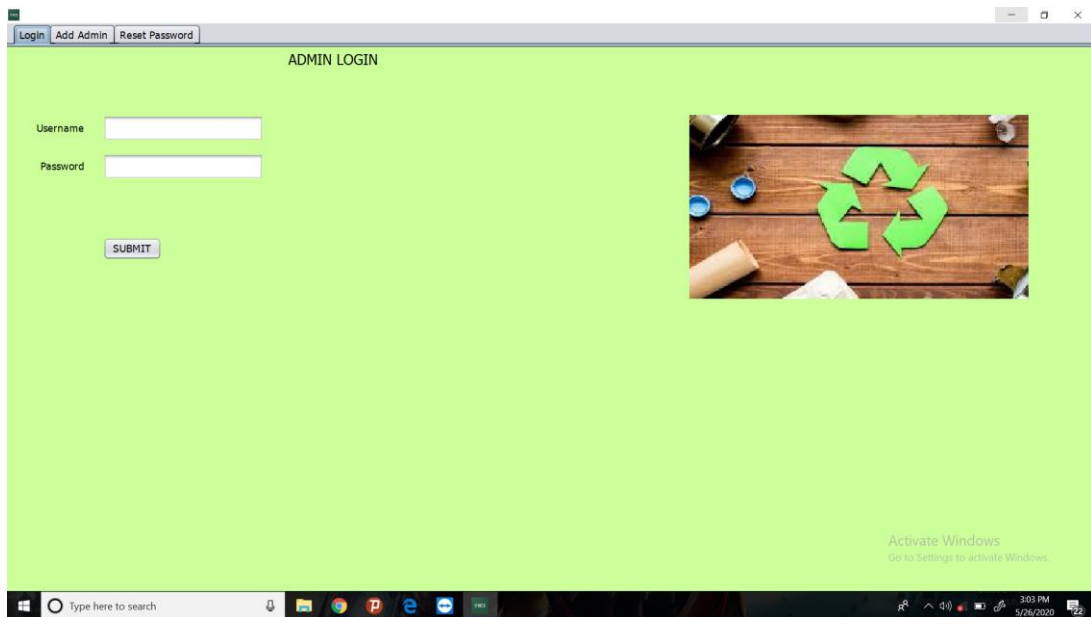 Login Add Admin Reset Password
ADMIN LOGIN
Username
Password
SUBMIT
Activate Windows
Go to Settings to activate Windows.
Type here to search
3:03 PM
5/26/2020
22